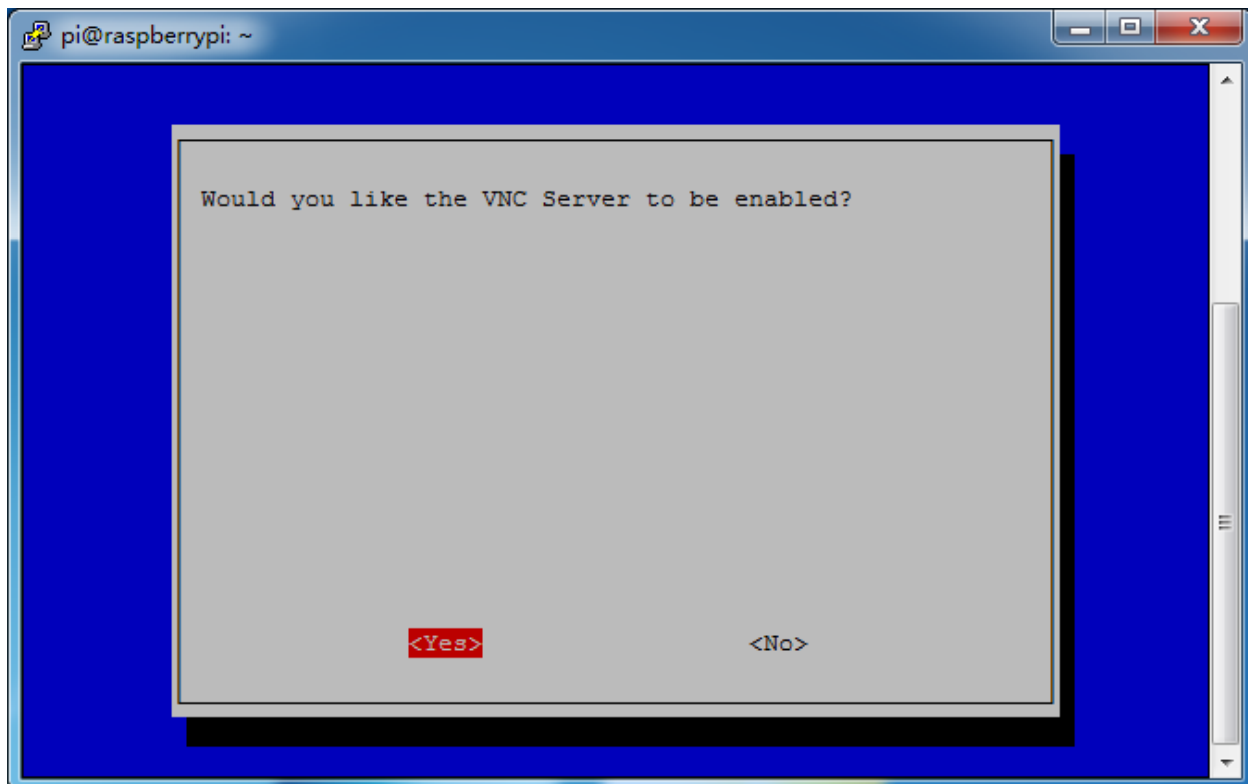 pi@raspberrypi: ~
Would you like the VNC Server to be enabled?
<Yes> <No>